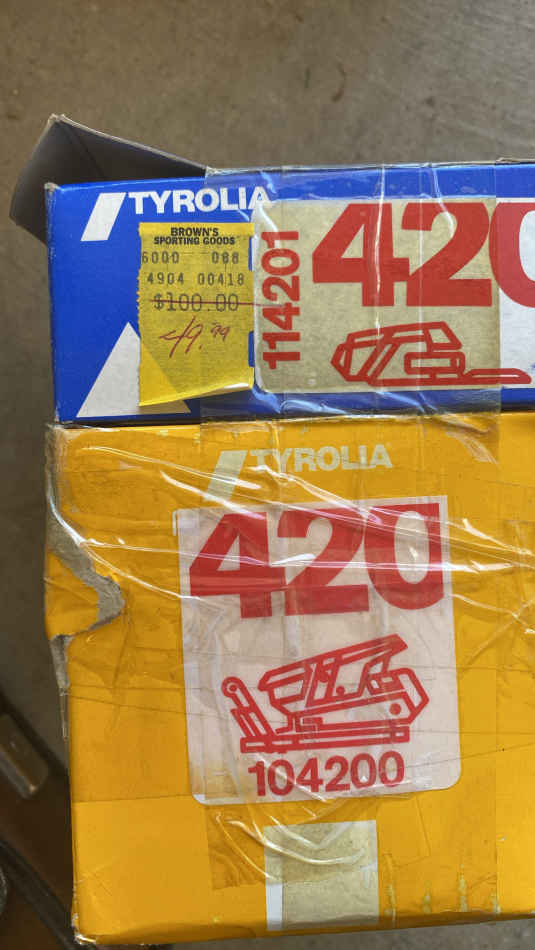 TYROLIA
BROWN'S
SPORTING GOODS
6000 088
4904 00418
$100.00
49.99
114201
420
TYROLIA
420
104200